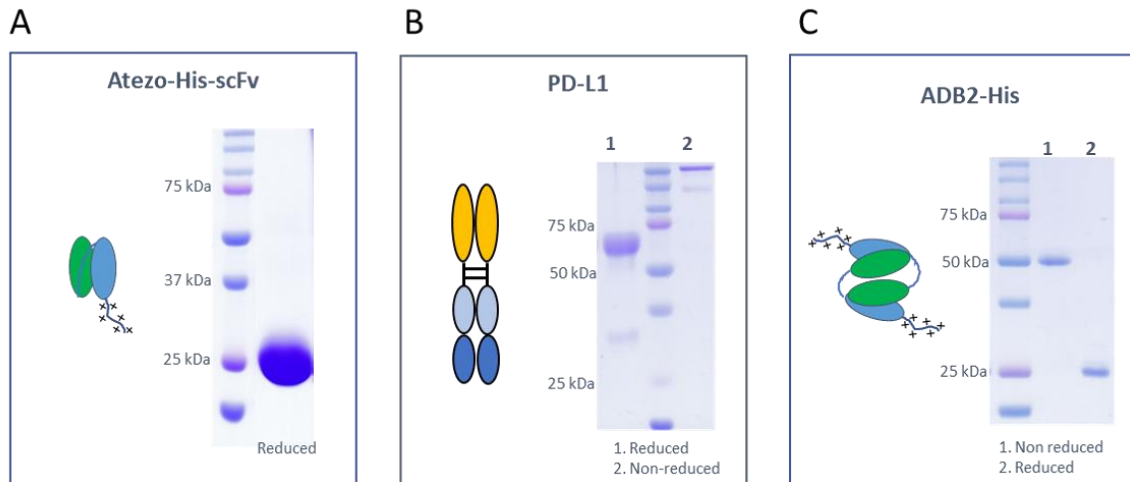 A
Atezo-His-scFv
75 kDa
37 kDa
25 kDa
Reduced
B
PD-L1
1 2
75 kDa
50 kDa
25 kDa
1. Reduced
2. Non-reduced
C
ADB2-His
1 2
75 kDa
50 kDa
25 kDa
1. Non reduced
2. Reduced